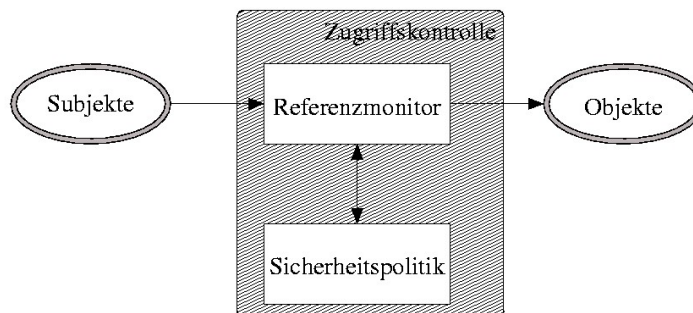 Zugriffskontrolle
Subjekte
Referenzmonitor
Objekte
Sicherheitspolitik